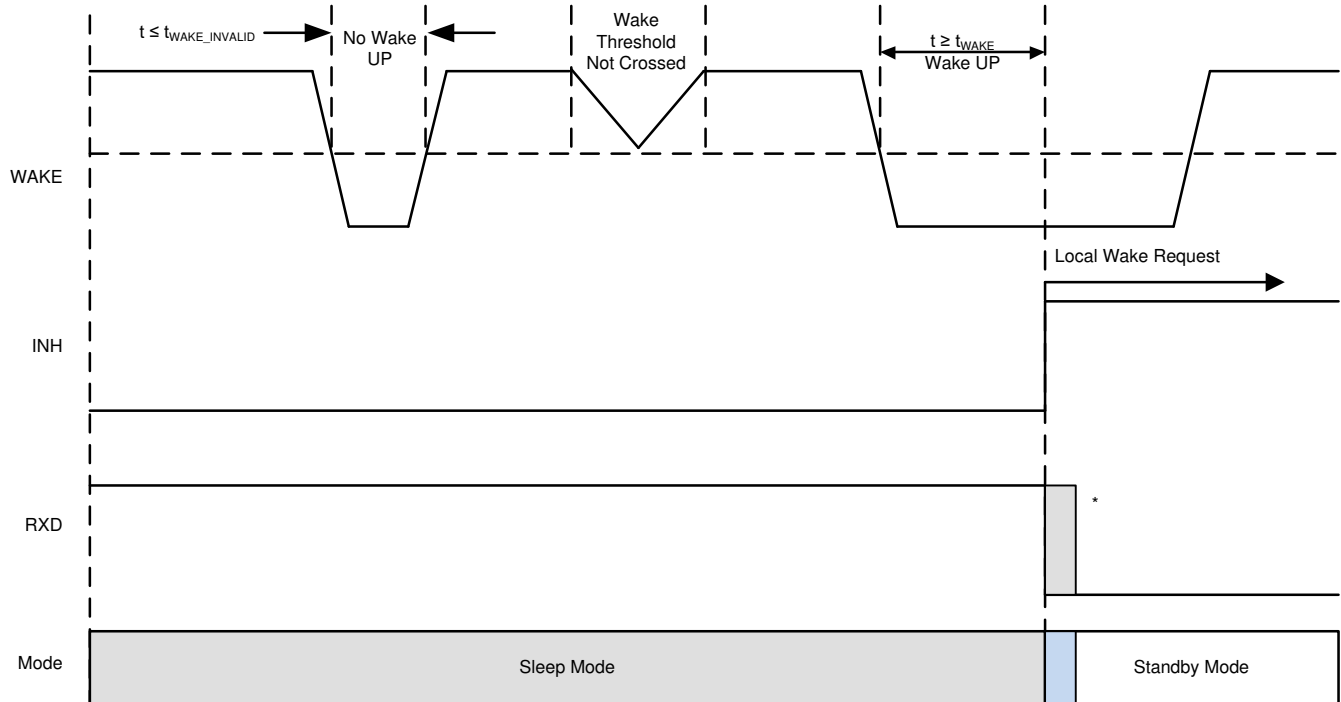 t ≤ tWAKE_INVALID
No Wake
UP
Wake
Threshold
Not Crossed
t ≥ tWAKE
Wake UP
WAKE
Local Wake Request
INH
RXD
*
Mode
Sleep Mode
Standby Mode